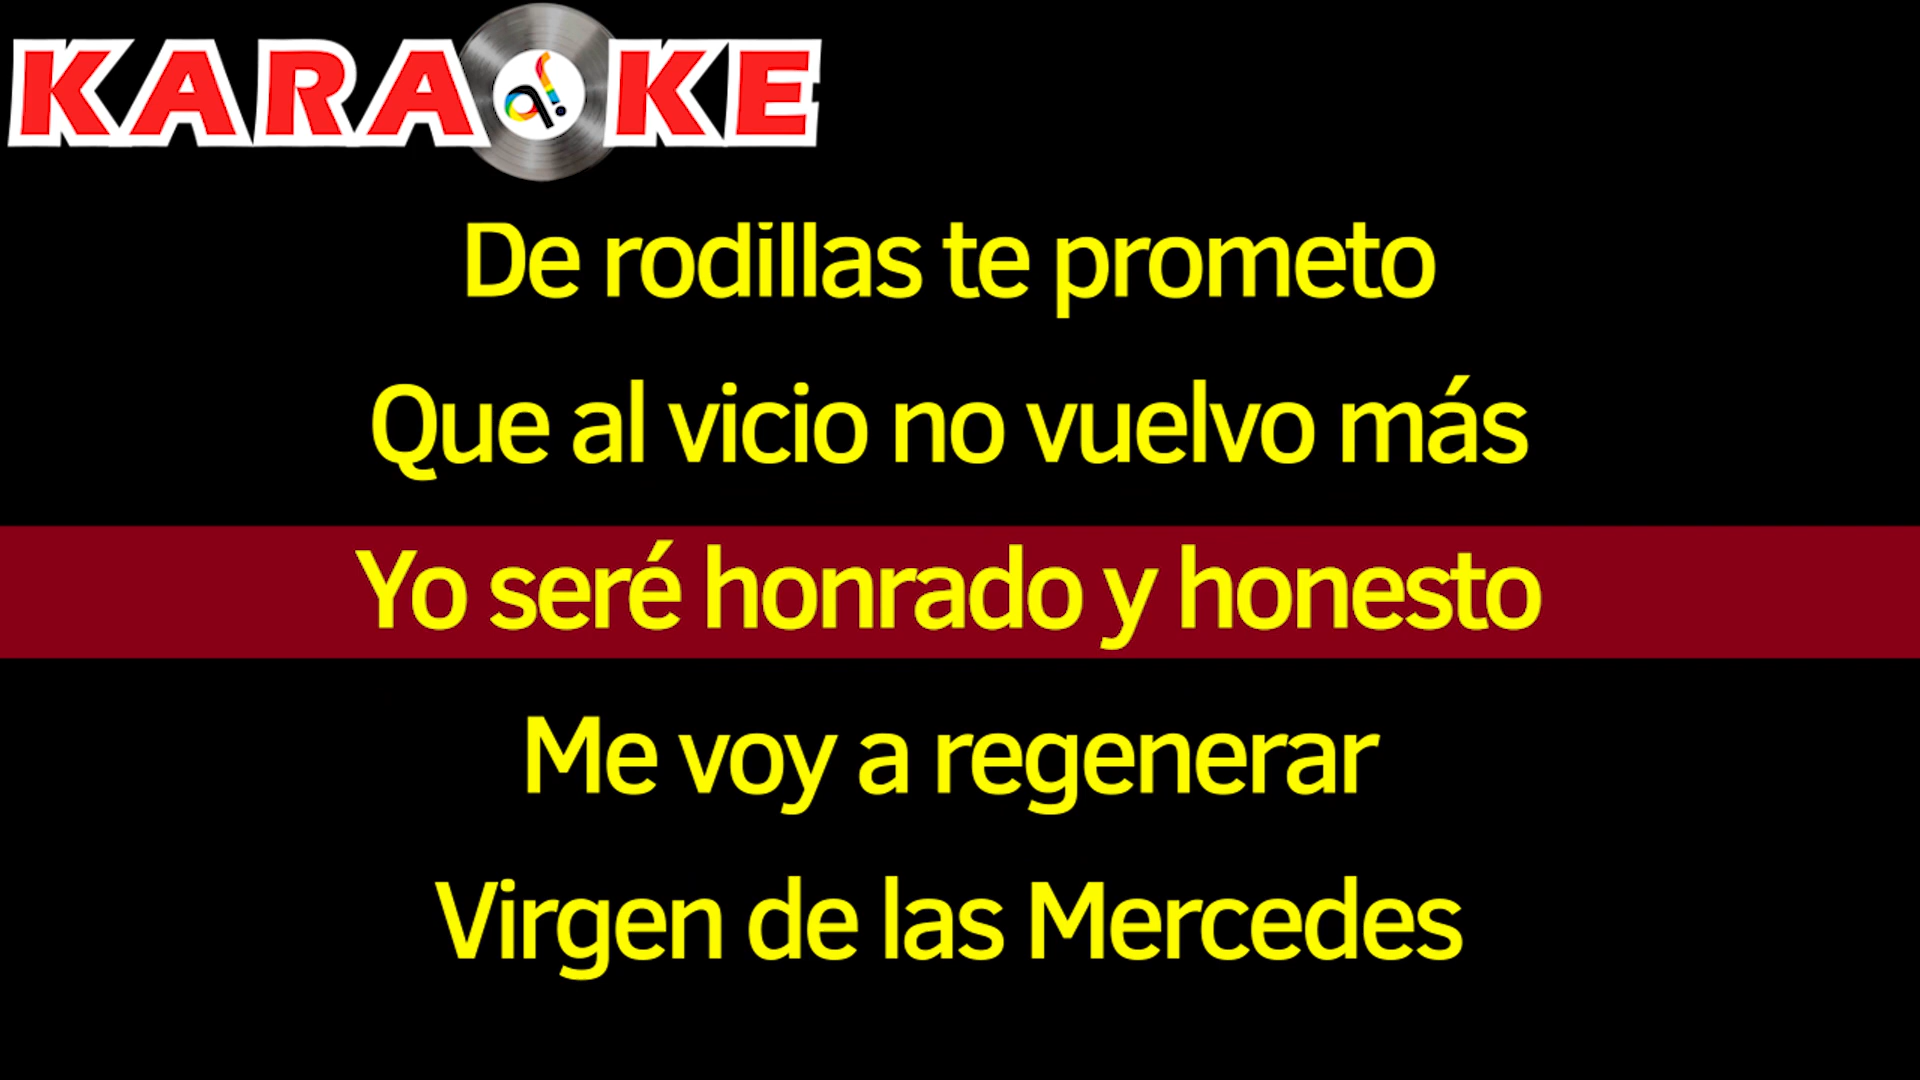 KARAOKE
De rodillas te prometo
Que al vicio no vuelvo más
Yo seré honrado y honesto
Me voy a regenerar
Virgen de las Mercedes